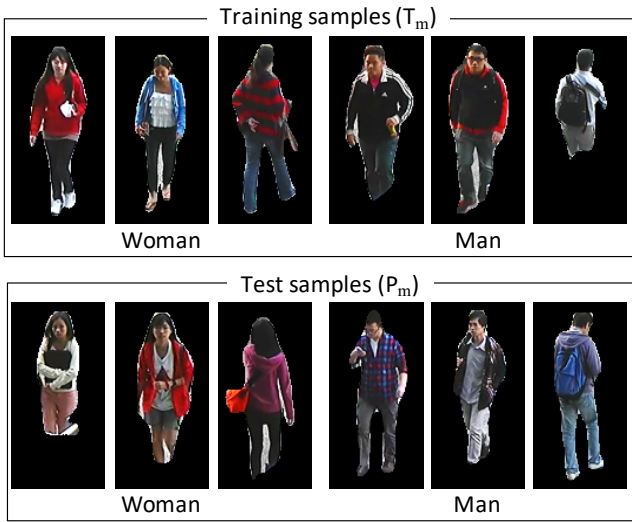 Training samples (Tm)
Woman
Man
Test samples (Pm)
Woman
Man